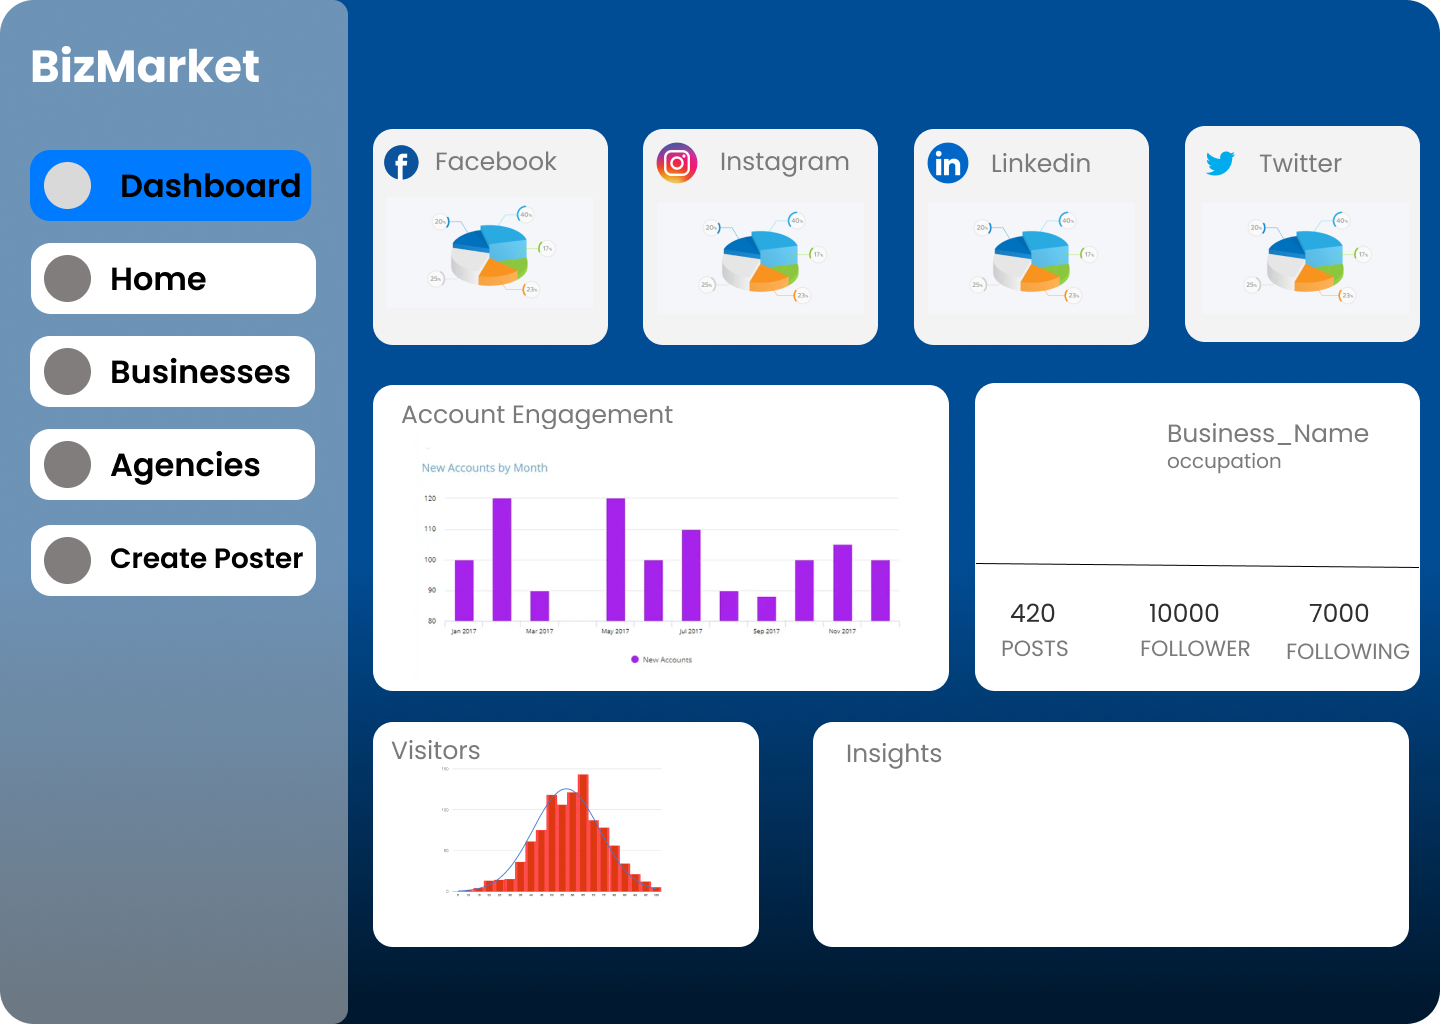 BizMarket
Dashboard
Home
Businesses
Agencies
Create Poster
Facebook
20%
40%
17%
25%
23%
Instagram
20%
40%
17%
25%
23%
Linkedin
20%
40%
17%
25%
23%
Twitter
20%
40%
17%
25%
23%
Account Engagement
New Accounts by Month
120
110
100
90
80
Jan 2017 Mar 2017 May 2017 Jul 2017 Sep 2017 Nov 2017
New Accounts
Business_Name
occupation
420 10000 7000
POSTS FOLLOWER FOLLOWING
Visitors
Insights